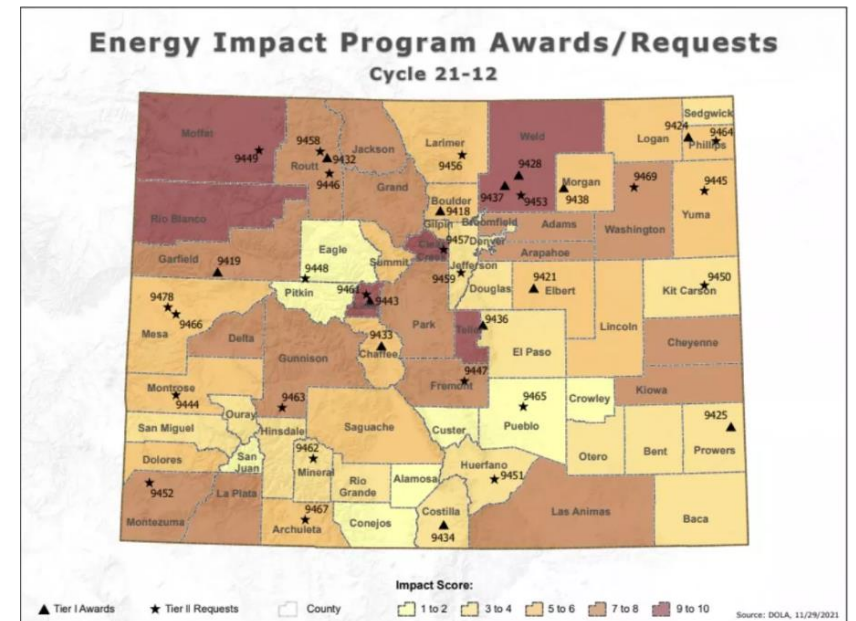 Energy Impact Program Awards/Requests
Cycle 21-12
Sedgwick
Moffat
9449
9458
9432
Routt
9446
Jackson
Larimer
9456
Weld
9428
9437
9453
Logan
9424
9464
Phillips
Morgan
9438
9469
Washington
9445
Yuma
Grand
Boulder
9418
Gilpin
Broomfield
Adams
Rio Blanco
Garfield
9419
Eagle
9448
Summit
Clear
Creek
9457
Denver
Jefferson
9459
Arapahoe
Douglas
9421
Elbert
9450
Kit Carson
Pitkin
9461
9443
9478
9466
Mesa
Delta
Gunnison
9433
Chaffee
Park
Teller
9436
El Paso
Lincoln
Cheyenne
Montrose
9444
9463
Fremont
9447
9465
Pueblo
Crowley
Kiowa
Ouray
San Miguel
Hinsdale
Saguache
Custer
Otero
Bent
9425
Prowers
Dolores
San
Juan
9462
Mineral
Rio
Grande
Alamosa
Huerfano
9451
9452
Montezuma
La Plata
9467
Archuleta
Conejos
Costilla
9434
Las Animas
Baca
Impact Score:
Tier I Awards
Tier II Requests
County
1 to 2
3 to 4
5 to 6
7 to 8
9 to 10
Source: DOLA, 11/29/2021